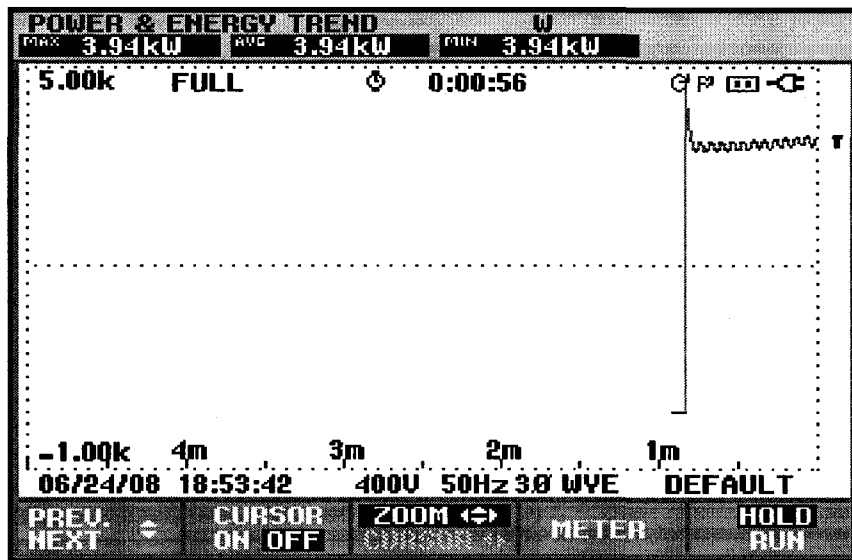 POWER & ENERGY TREND W
MAX 3.94kW AVG 3.94kW MIN 3.94kW
5.00k FULL 0:00:56
T
-1.00k 4m 3m 2m 1m
06/24/08 18:53:42 400V 50Hz 3Ø WYE DEFAULT
PREV. CURSOR ZOOM METER HOLD
NEXT ON OFF CURSOR RUN